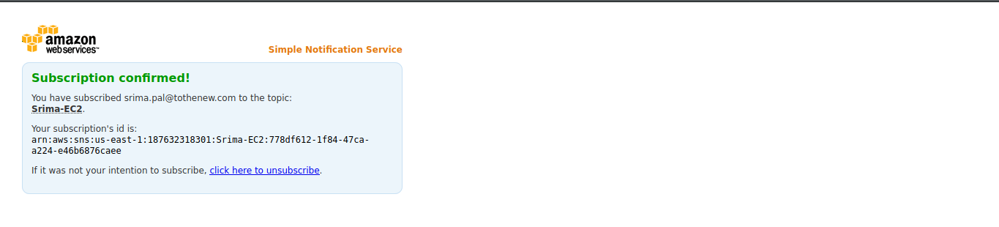 amazon
webservices™
Simple Notification Service
Subscription confirmed!
You have subscribed srima.pal@tothenew.com to the topic:
Srima-EC2.
Your subscription's id is:
arn:aws:sns:us-east-1:187632318301:Srima-EC2:778df612-1f84-47ca-
a224-e46b6876caee
If it was not your intention to subscribe, click here to unsubscribe.